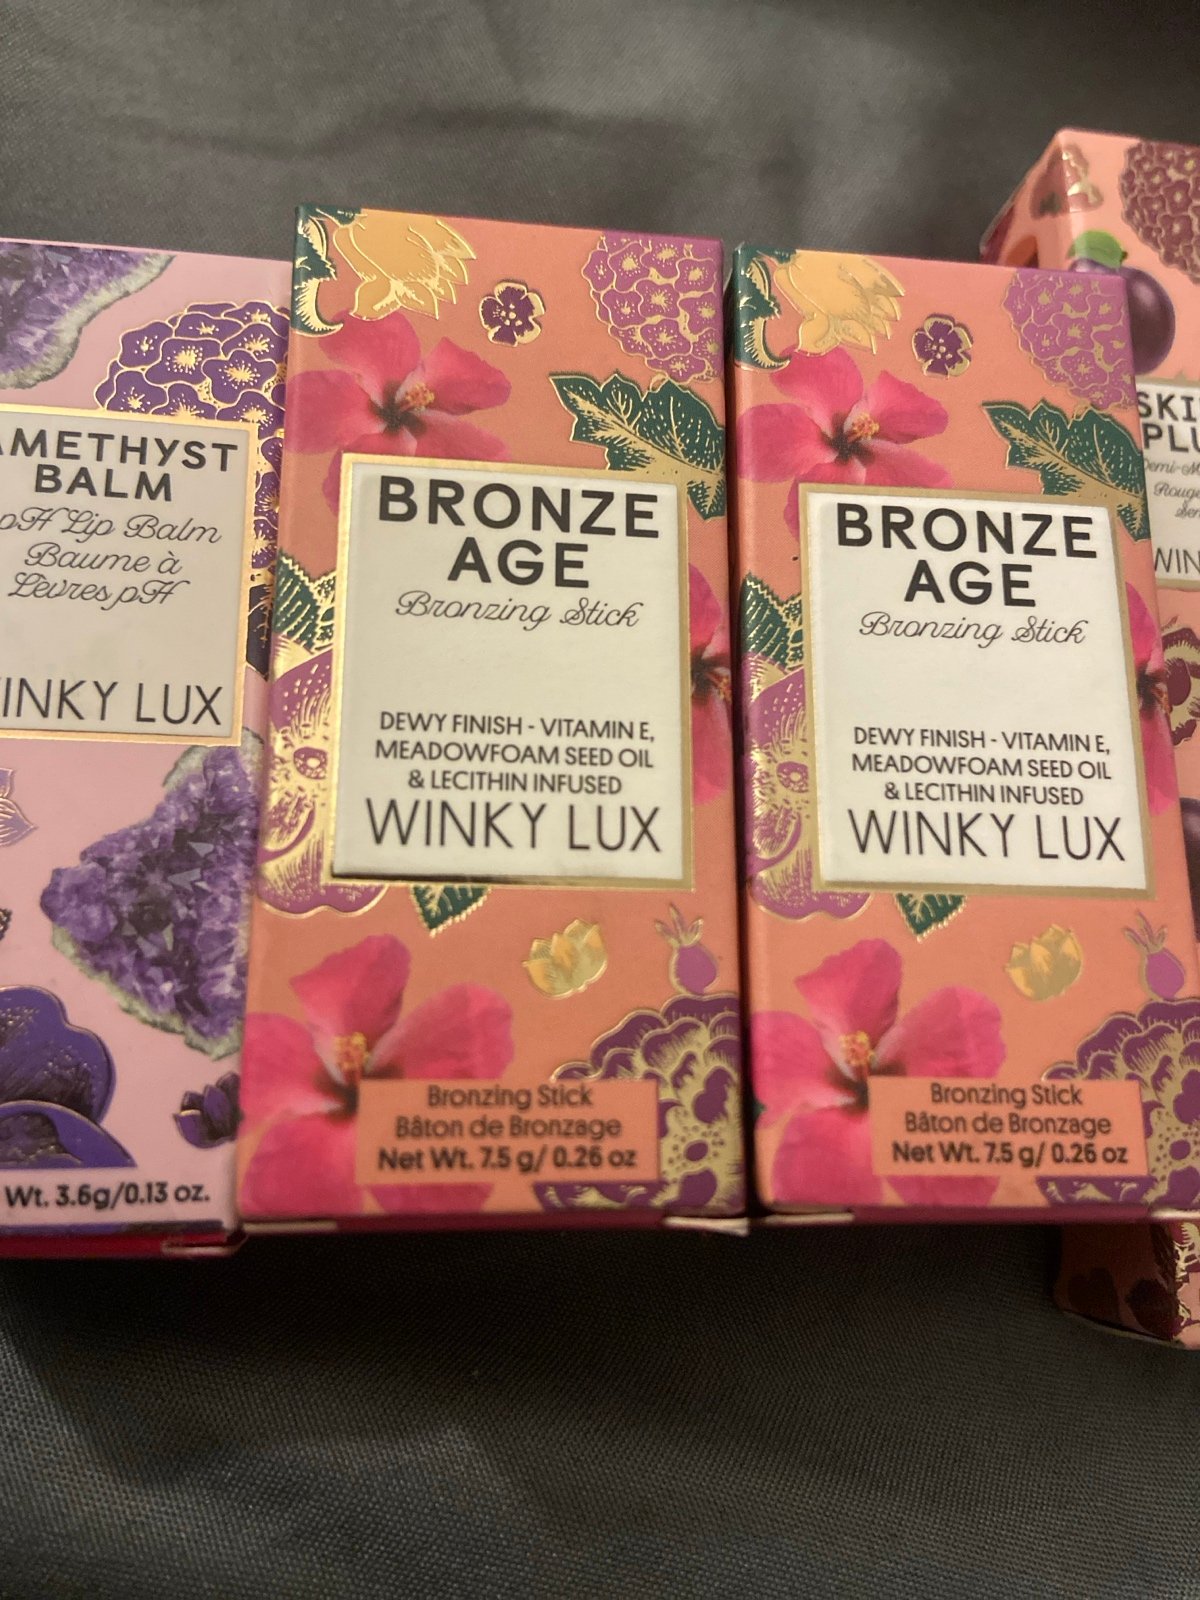 AMETHYST
BALM
pH Lip Balm
Baume à
Lèvres pH
WINKY LUX
Wt. 3.6g/0.13 oz.
BRONZE
AGE
Bronzing Stick
DEWY FINISH - VITAMIN E,
MEADOWFOAM SEED OIL
& LECITHIN INFUSED
WINKY LUX
Bronzing Stick
Bâton de Bronzage
Net Wt. 7.5 g/ 0.26 oz
BRONZE
AGE
Bronzing Stick
DEWY FINISH - VITAMIN E,
MEADOWFOAM SEED OIL
& LECITHIN INFUSED
WINKY LUX
Bronzing Stick
Bâton de Bronzage
Net Wt. 7.5 g/ 0.26 oz
SKI
PLU
Rouge
WIN